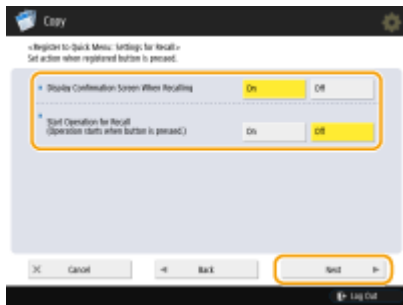 Copy
<Register to Quick Menu: Settings for Recall>
Set action when registered button is pressed.
Display Confirmation Screen When Recalling
On
Off
Start Operation for Recall
(Operation starts when button is pressed.)
On
Off
Cancel
Back
Next
Log Out